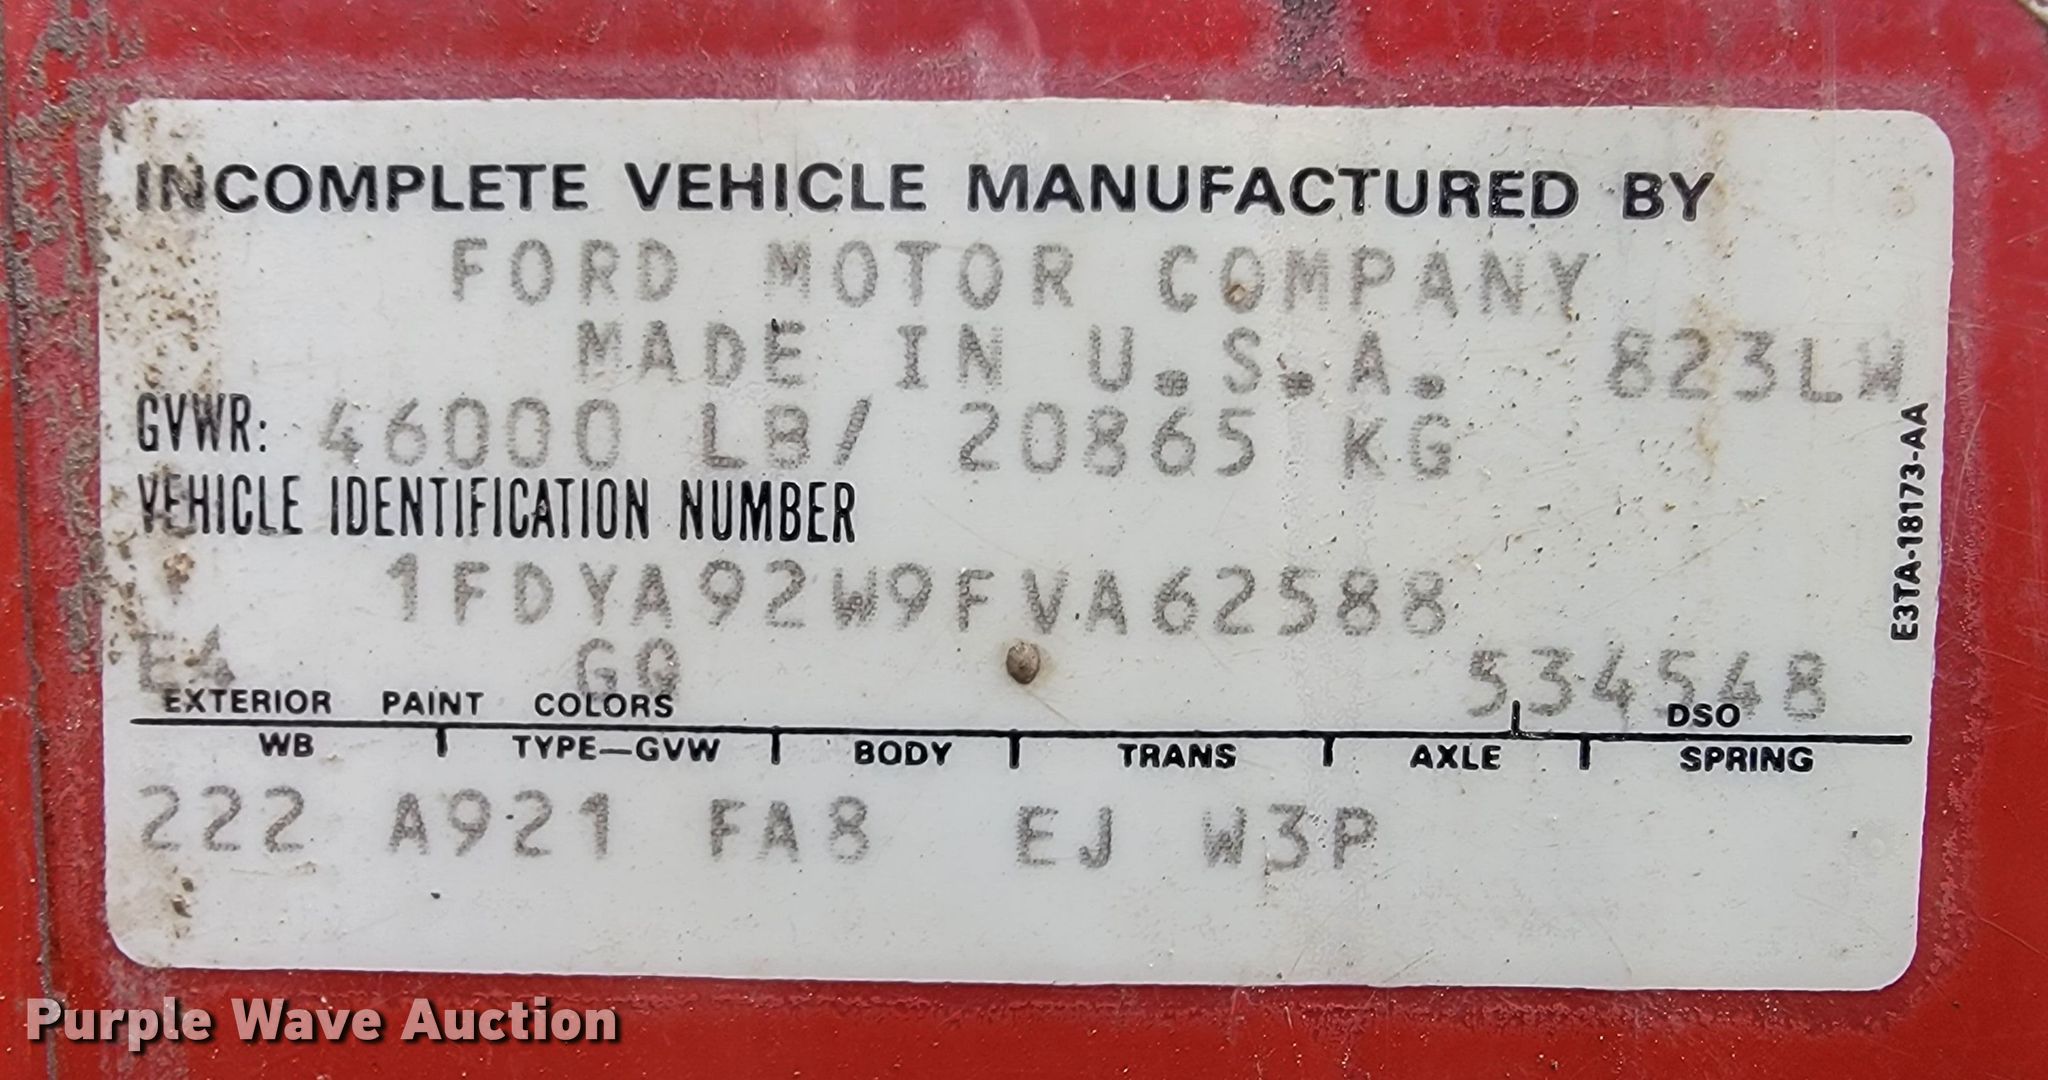 INCOMPLETE VEHICLE MANUFACTURED BY
FORD MOTOR COMPANY
MADE IN U.S.A. 823LW
GVWR: 46000 LB/ 20865 KG
VEHICLE IDENTIFICATION NUMBER
1FDYA92W9FVA62588
E4 GQ 534548
EXTERIOR PAINT COLORS DSO
WB TYPE-GVW BODY TRANS AXLE SPRING
222 A921 FA8 EJ W3P
E3TA-18173-AA
Purple Wave Auction